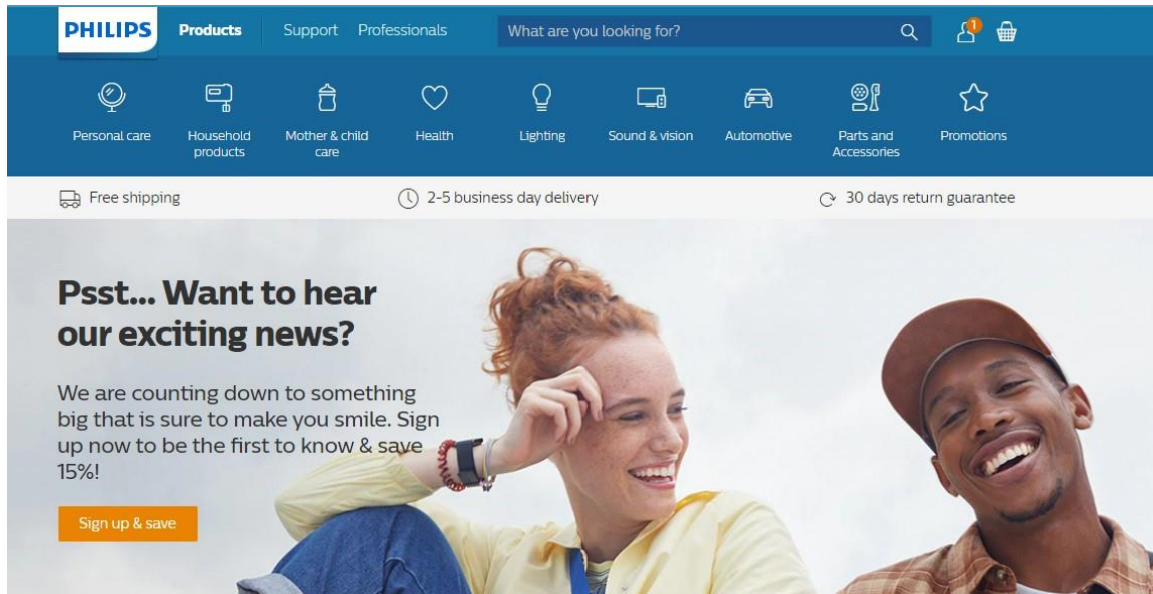 PHILIPS
Products
Support
Professionals
What are you looking for?
1
Personal care
Household
products
Mother & child
care
Health
Lighting
Sound & vision
Automotive
Parts and
Accessories
Promotions
Free shipping
2-5 business day delivery
30 days return guarantee
Psst... Want to hear
our exciting news?
We are counting down to something
big that is sure to make you smile. Sign
up now to be the first to know & save
15%!
Sign up & save